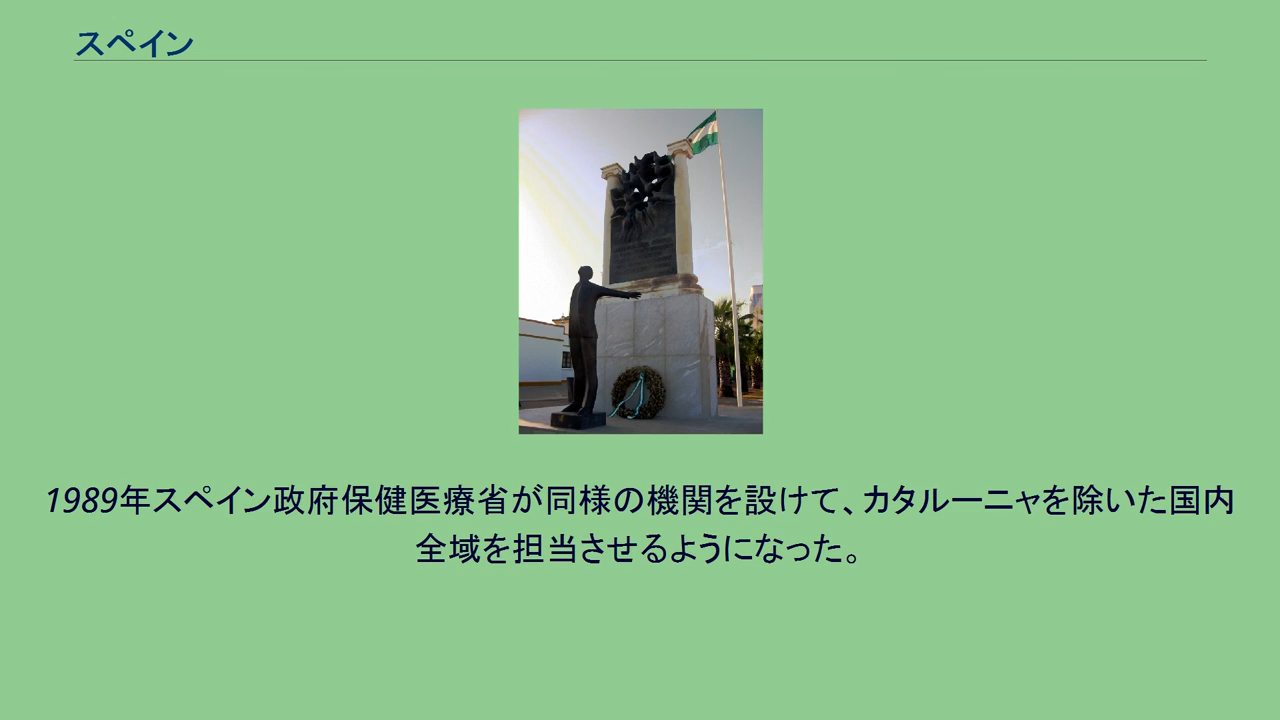 スペイン
1989年スペイン政府保健医療省が同様の機関を設けて、カタルーニャを除いた国内
全域を担当させるようになった。